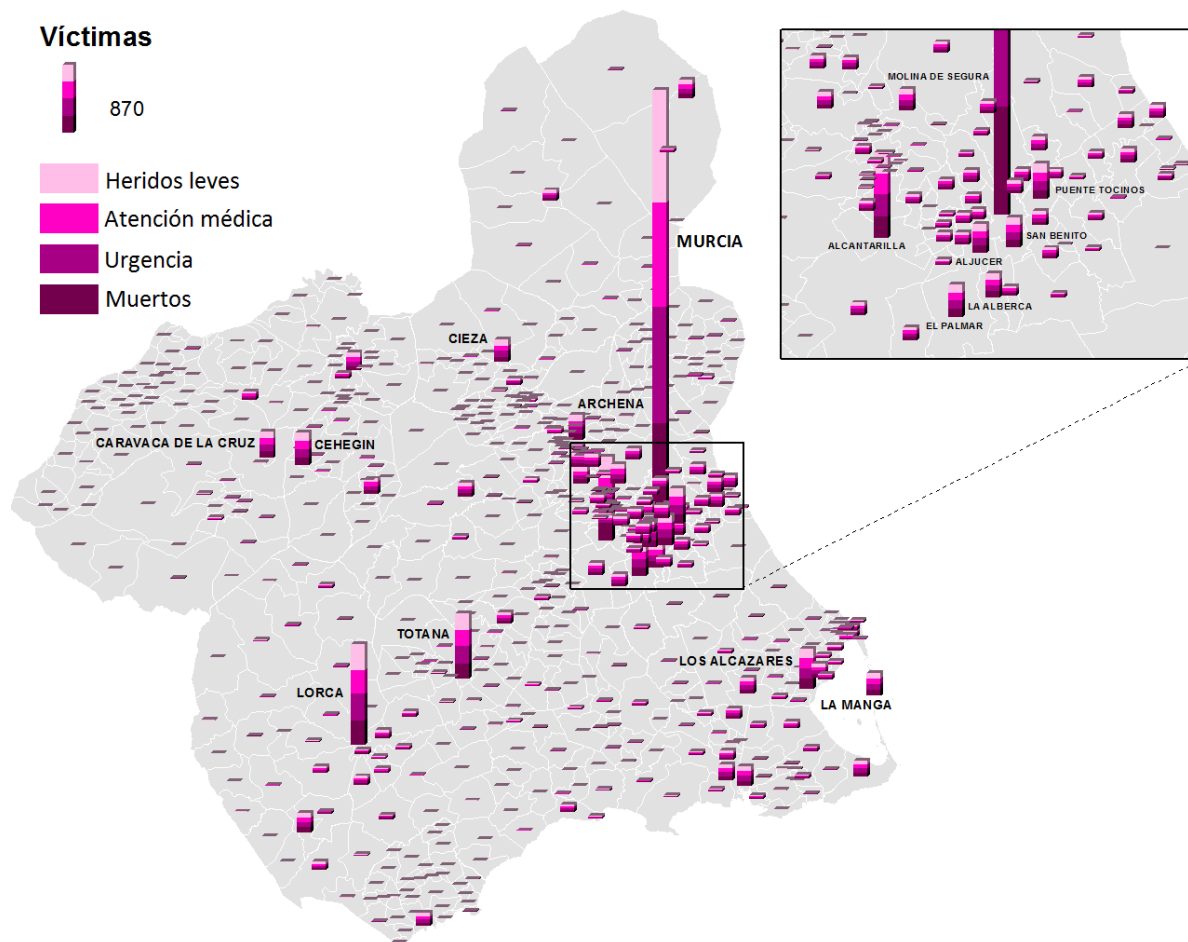 Víctimas
870
Heridos leves
Atención médica
Urgencia
Muertos
MOLINA DE SEGURA
PUENTE TOCINOS
ALCANTARILLA
SAN BENITO
ALJUCER
LA ALBERCA
EL PALMAR
MURCIA
CIEZA
ARCHENA
CARAVACA DE LA CRUZ
CEHEGIN
TOTANA
LOS ALCAZARES
LORCA
LA MANGA